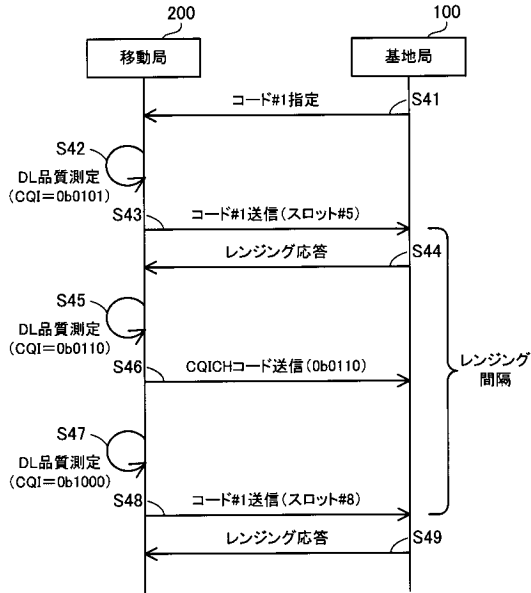 200
100
移動局
基地局
コード#1指定
S41
S42
DL品質測定
(CQI=0b0101)
S43
コード#1送信(スロット#5)
レンジング応答
S44
S45
DL品質測定
(CQI=0b0110)
S46
CQICHコード送信(0b0110)
レンジング
間隔
S47
DL品質測定
(CQI=0b1000)
S48
コード#1送信(スロット#8)
レンジング応答
S49